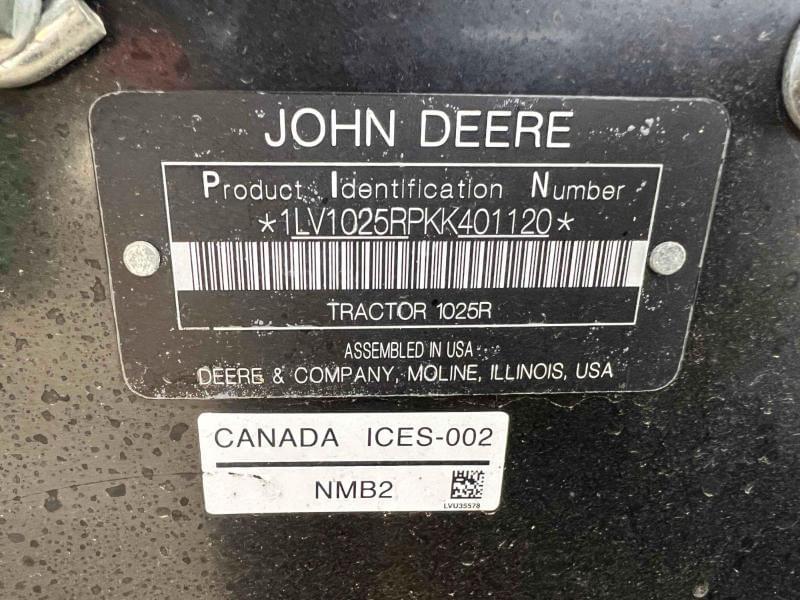 JOHN DEERE
Product Identification Number
*1LV1025RPKK401120*
TRACTOR 1025R
ASSEMBLED IN USA
DEERE & COMPANY, MOLINE, ILLINOIS, USA
CANADA ICES-002
NMB2
LVU35578